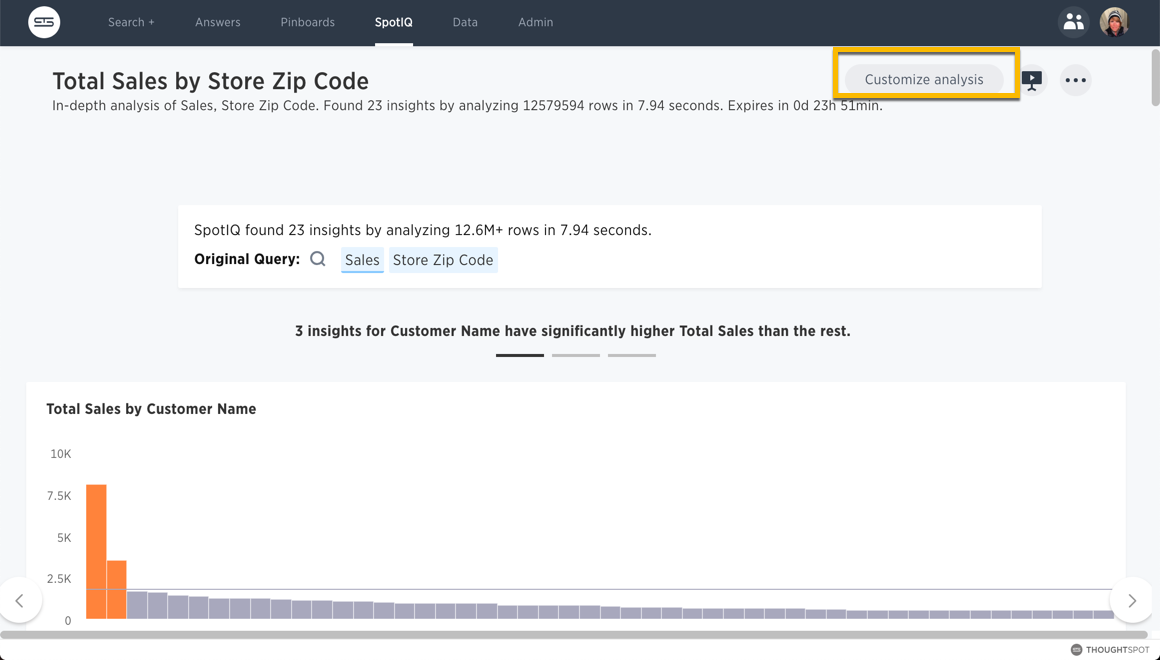 Search +
Answers
Pinboards
SpotIQ
Data
Admin
Total Sales by Store Zip Code
Customize analysis
In-depth analysis of Sales, Store Zip Code. Found 23 insights by analyzing 12579594 rows in 7.94 seconds. Expires in 0d 23h 51min.
SpotIQ found 23 insights by analyzing 12.6M+ rows in 7.94 seconds.
Original Query: Sales Store Zip Code
3 insights for Customer Name have significantly higher Total Sales than the rest.
Total Sales by Customer Name
10K
7.5K
5K
2.5K
0
THOUGHTSPOT